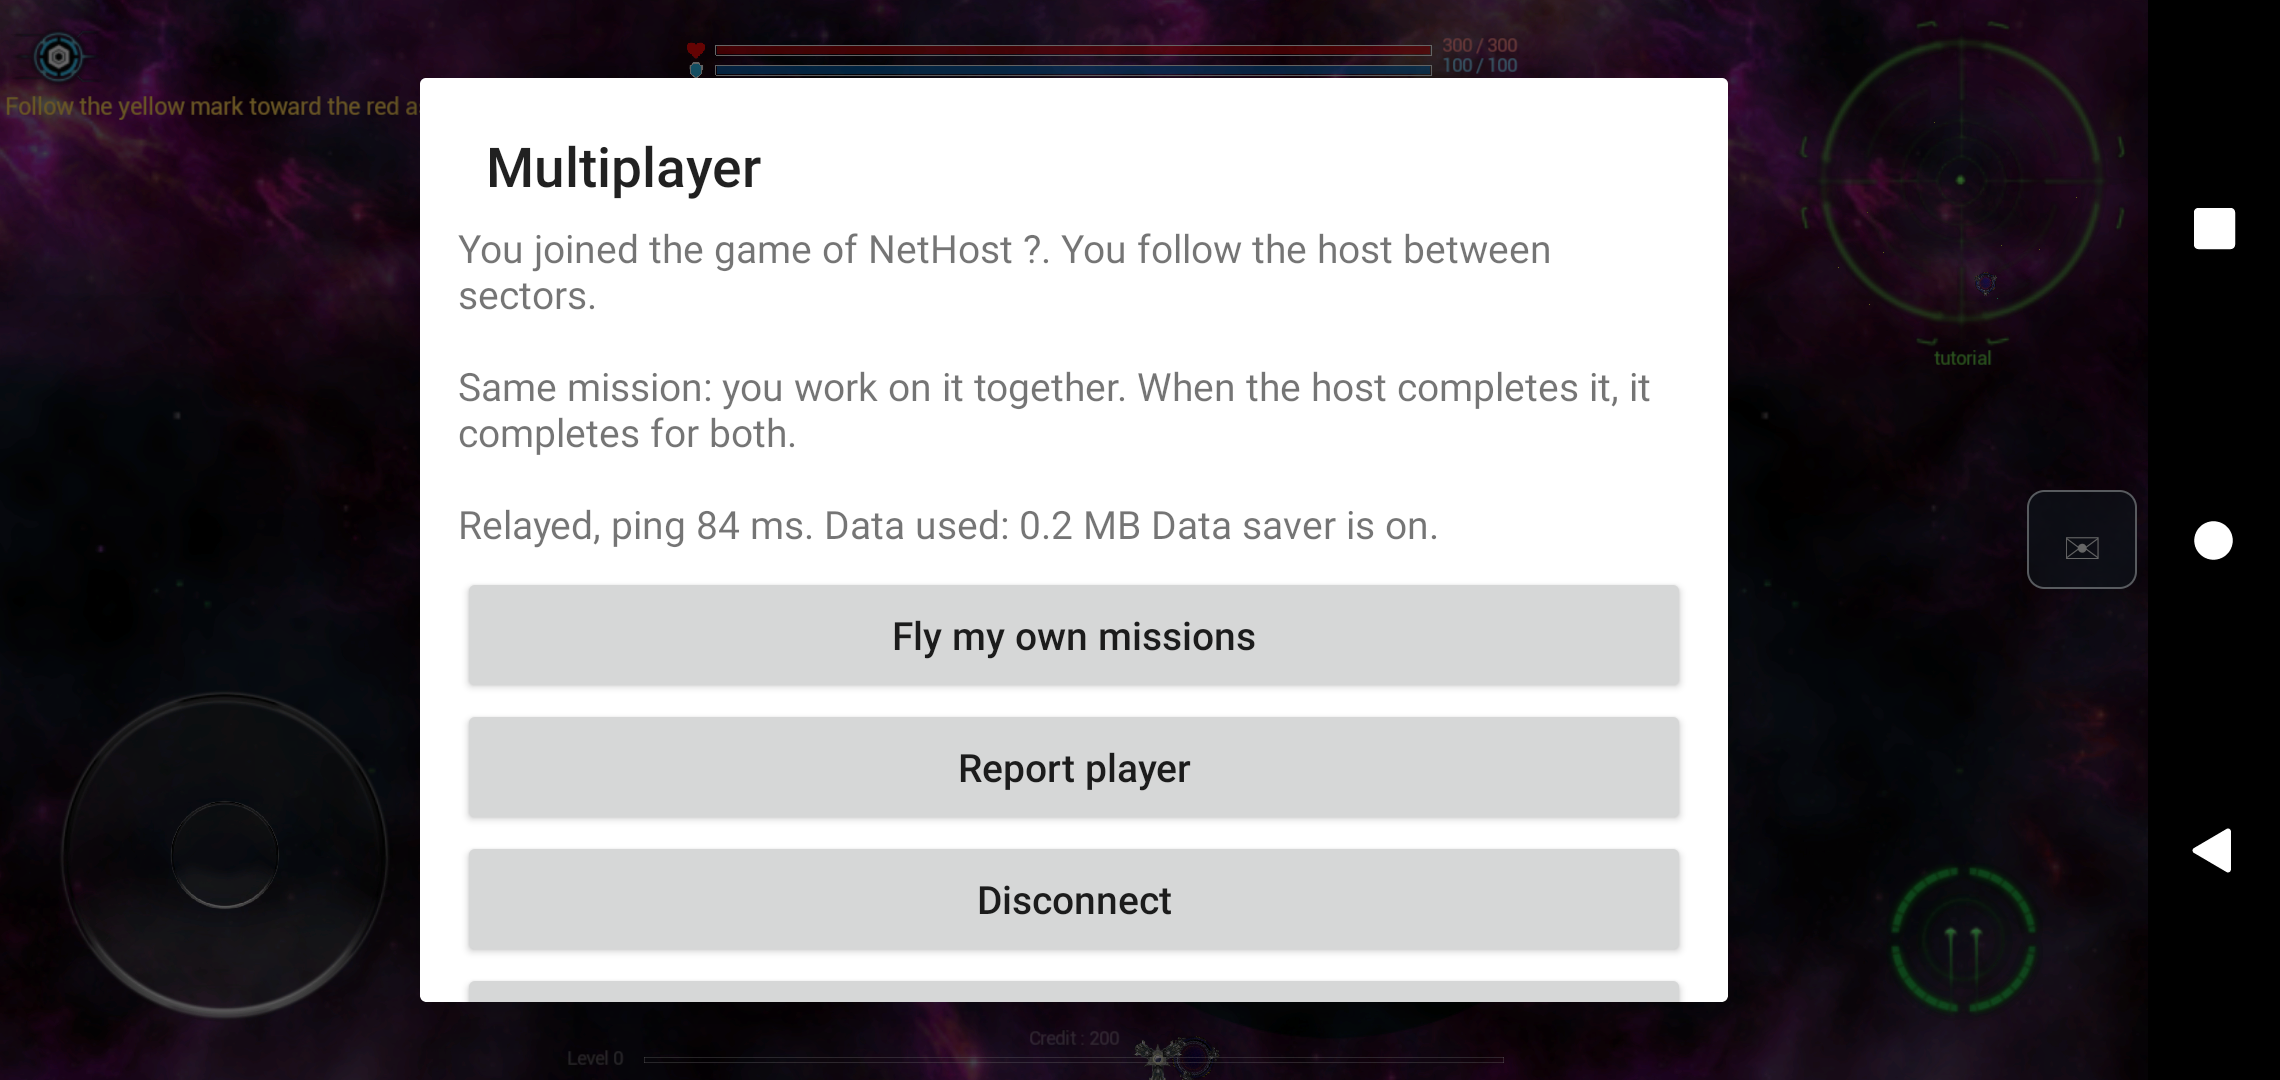 300 / 300
100 / 100
Follow the yellow mark toward the red a
Multiplayer
You joined the game of NetHost ?. You follow the host between
sectors.
Same mission: you work on it together. When the host completes it, it
completes for both.
Relayed, ping 84 ms. Data used: 0.2 MB Data saver is on.
tutorial
Fly my own missions
Report player
Disconnect
Credit : 200
Level 0